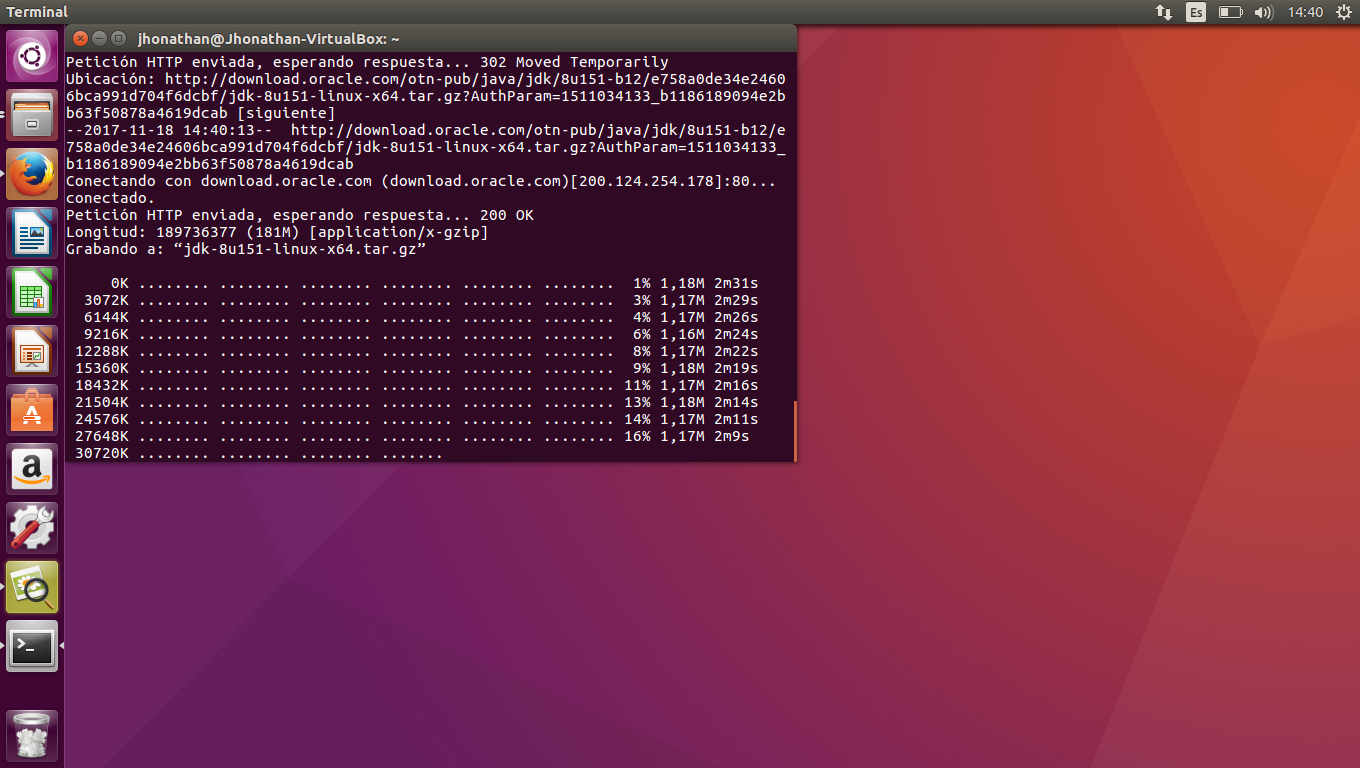 Terminal
Es
14:40
jhonathan@Jhonathan-VirtualBox: ~
Petición HTTP enviada, esperando respuesta... 302 Moved Temporarily
Ubicación: http://download.oracle.com/otn-pub/java/jdk/8u151-b12/e758a0de34e2460
6bca991d704f6dcbf/jdk-8u151-linux-x64.tar.gz?AuthParam=1511034133_b1186189094e2b
b63f50878a4619dcab [siguiente]
--2017-11-18 14:40:13--  http://download.oracle.com/otn-pub/java/jdk/8u151-b12/e
758a0de34e24606bca991d704f6dcbf/jdk-8u151-linux-x64.tar.gz?AuthParam=1511034133_
b1186189094e2bb63f50878a4619dcab
Conectando con download.oracle.com (download.oracle.com)[200.124.254.178]:80...
conectado.
Petición HTTP enviada, esperando respuesta... 200 OK
Longitud: 189736377 (181M) [application/x-gzip]
Grabando a: “jdk-8u151-linux-x64.tar.gz”
0K ........ ........ ........ ........ ........ ........  1% 1,18M 2m31s
3072K ........ ........ ........ ........ ........ ........  3% 1,17M 2m29s
6144K ........ ........ ........ ........ ........ ........  4% 1,17M 2m26s
9216K ........ ........ ........ ........ ........ ........  6% 1,16M 2m24s
12288K ........ ........ ........ ........ ........ ........  8% 1,17M 2m22s
15360K ........ ........ ........ ........ ........ ........  9% 1,18M 2m19s
18432K ........ ........ ........ ........ ........ ........ 11% 1,17M 2m16s
21504K ........ ........ ........ ........ ........ ........ 13% 1,18M 2m14s
24576K ........ ........ ........ ........ ........ ........ 14% 1,17M 2m11s
27648K ........ ........ ........ ........ ........ ........ 16% 1,17M 2m9s
30720K ........ ........ ........ .......